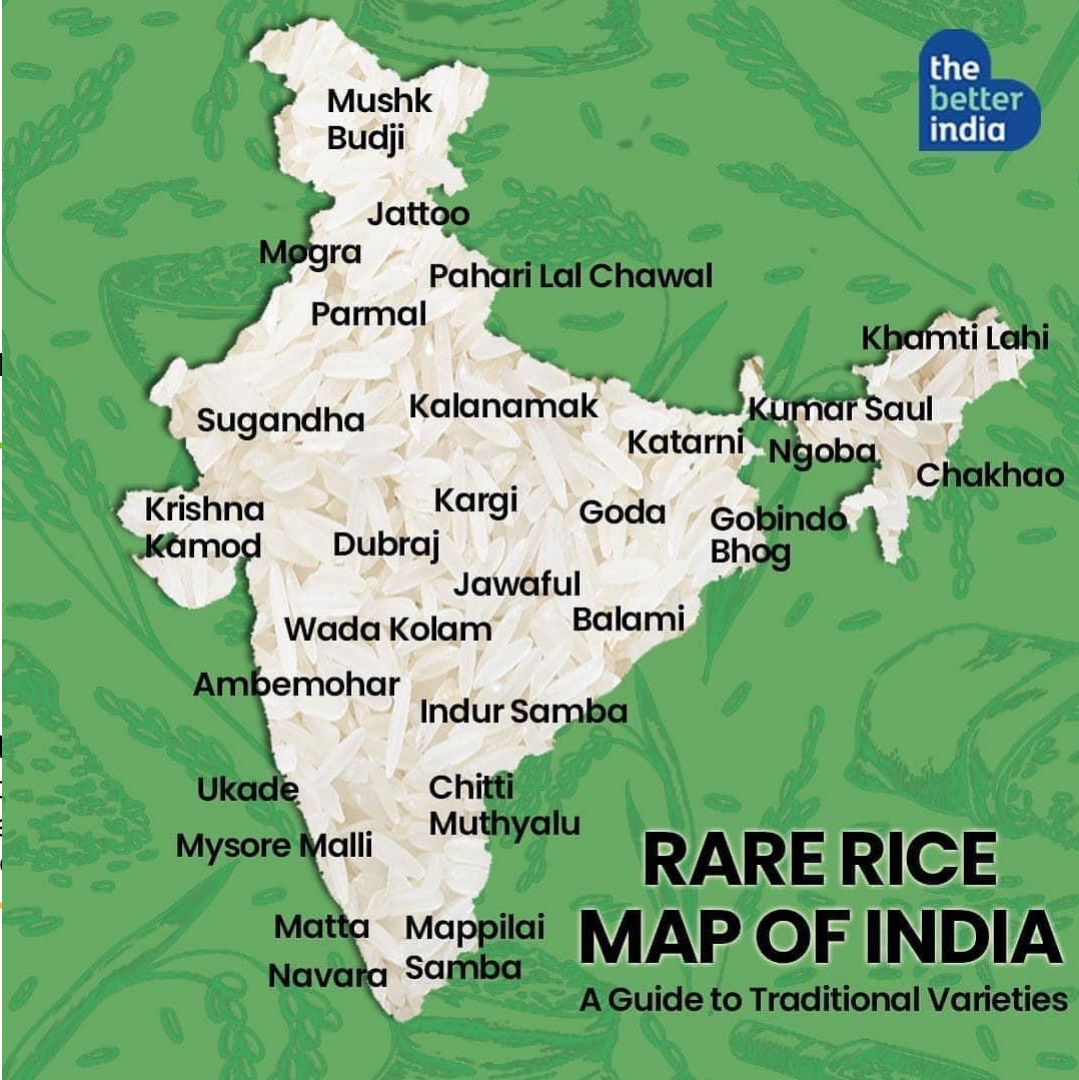 the
better
india
Mushk
Budji
Jattoo
Mogra
Pahari Lal Chawal
Parmal
Khamti Lahi
Sugandha
Kalanamak
Kumar Saul
Katarni
Ngoba
Chakhao
Krishna
Kamod
Kargi
Goda
Gobindo
Bhog
Dubraj
Jawaful
Wada Kolam
Balami
Ambemohar
Indur Samba
Ukade
Chitti
Muthyalu
Mysore Malli
Matta
Mappilai
Samba
Navara
RARE RICE
MAP OF INDIA
A Guide to Traditional Varieties